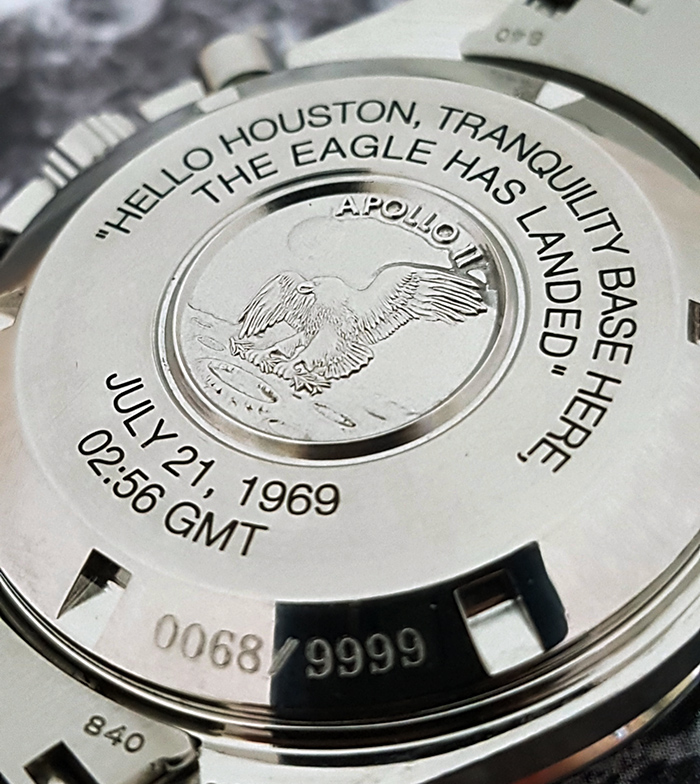 "HELLO HOUSTON, TRANQUILITY BASE HERE,
THE EAGLE HAS LANDED"
APOLLO 11
JULY 21, 1969
02:56 GMT
0068/9999
840
840